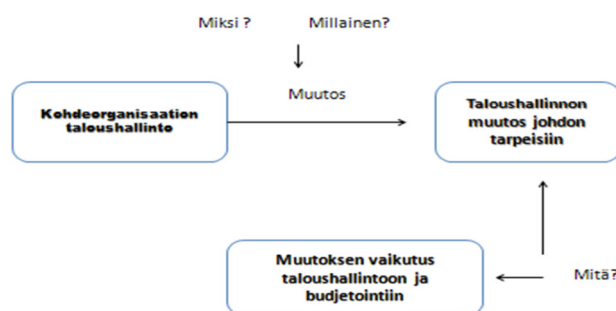 Miksi ? Millainen?
Muutos
Kohdeorganisaation
taloushallinto
Taloushallinnon
muutos johdon
tarpeisiin
Muutoksen vaikutus
taloushallintoon ja
budjetointiin
Mitä?